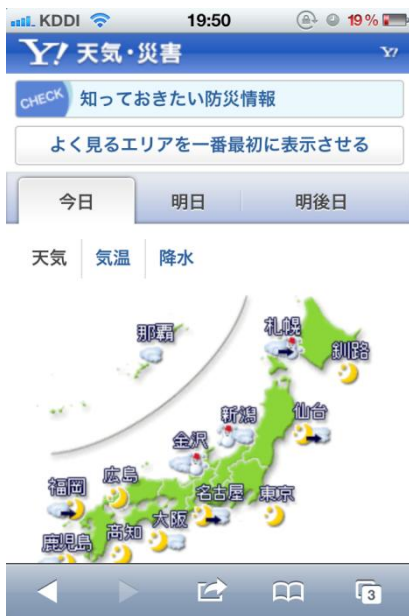 KDDI 19:50 19%
Y! 天気・災害 Y!
CHECK 知っておきたい防災情報
よく見るエリアを一番最初に表示させる
今日 明日 明後日
天気 気温 降水
那覇 札幌
釧路
新潟 仙台
金沢
福岡 広島 名古屋 東京
鹿児島 高知 大阪
3